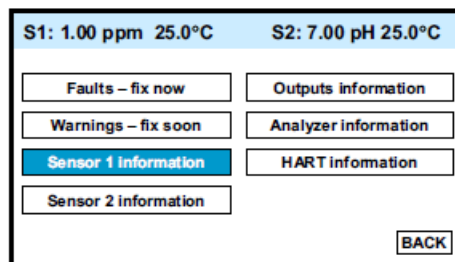 S1: 1.00 ppm 25.0°C S2: 7.00 pH 25.0°C
Faults – fix now Outputs information
Warnings – fix soon Analyzer information
Sensor 1 information HART information
Sensor 2 information
BACK